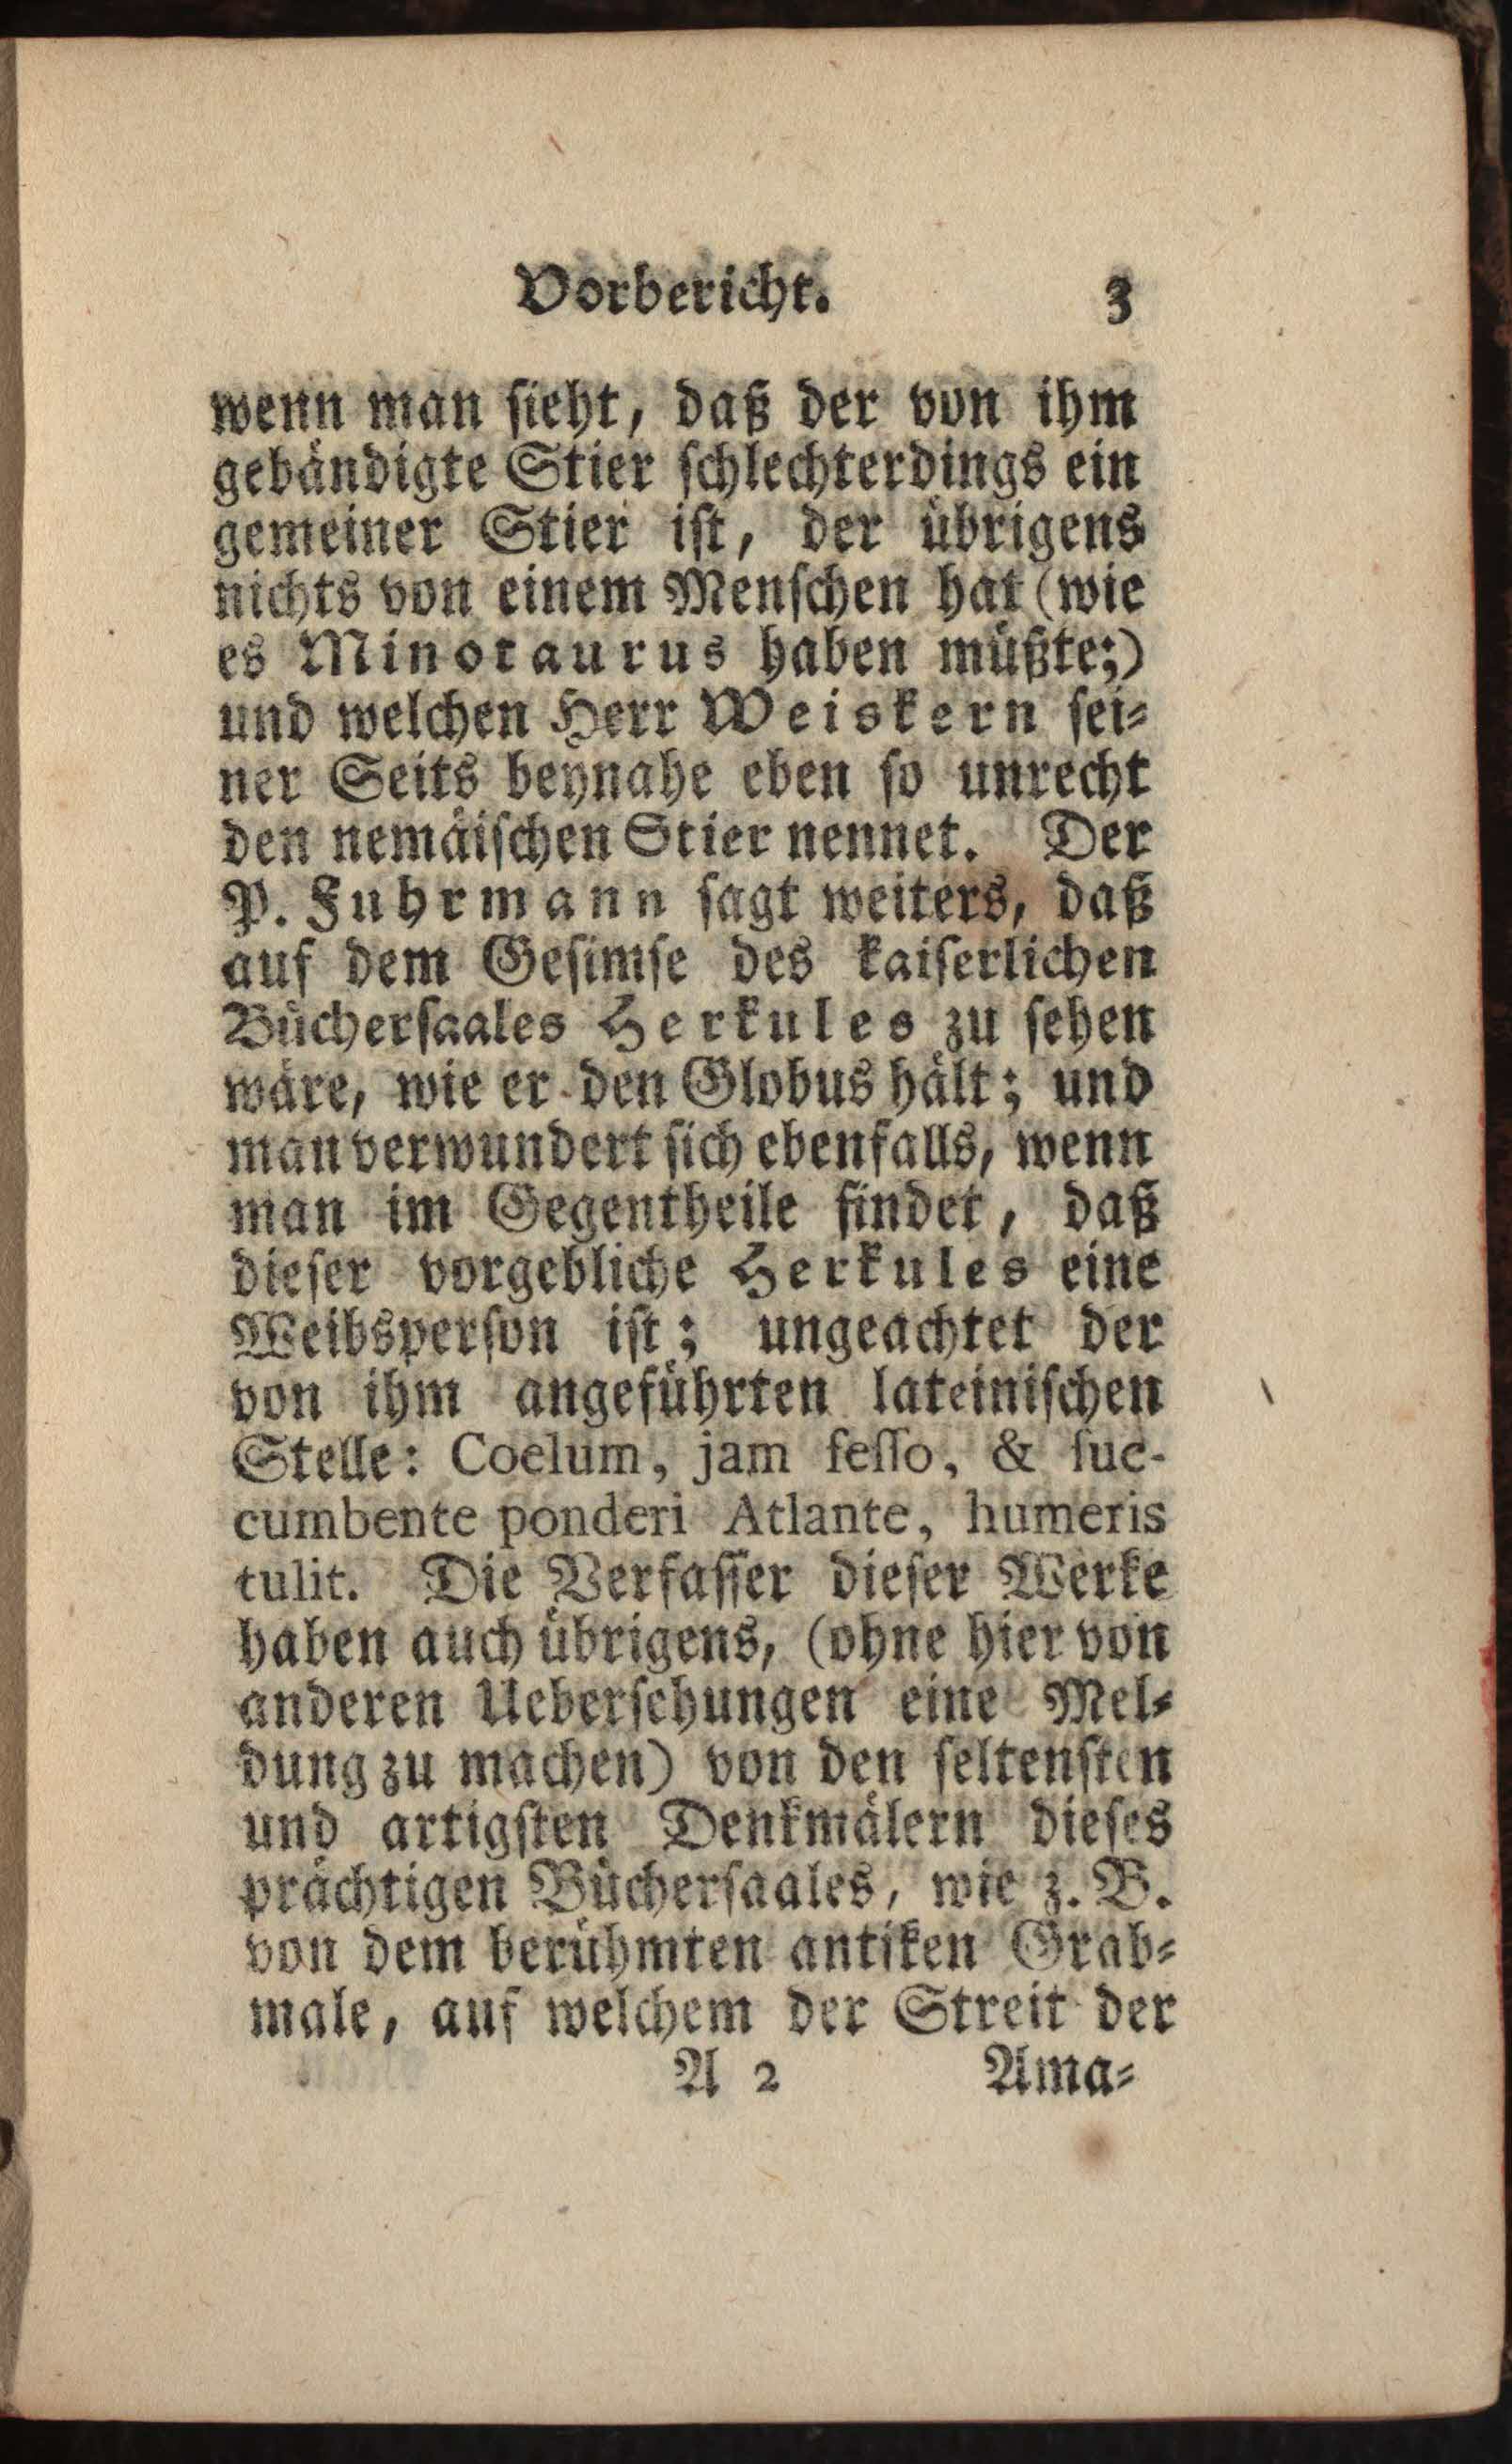 Vorbericht. 3
wenn man ſieht, daß der von ihm
gebändigte Stier ſchlechterdings ein
gemeiner Stier iſt, der übrigens
nichts von einem Menſchen hat (wie
es Minotaurus haben müßte;)
und welchen Herr Weiskern ſei⸗
ner Seits beynahe eben ſo unrecht
den nemäiſchen Stier nennet. Der
P. Fuhrmann ſagt weiters, daß
auf dem Geſimſe des kaiſerlichen
Bücherſaales Herkules zu ſehen
wäre, wie er den Globus hält; und
man verwundert ſich ebenfalls, wenn
man im Gegentheile findet, daß
dieſer vorgebliche Herkules eine
Weibsperſon iſt; ungeachtet der
von ihm angeführten lateiniſchen
Stelle: Coelum, jam feſſo, & ſuc-
cumbente ponderi Atlante, humeris
tulit. Die Verfaſſer dieſer Werke
haben auch übrigens, (ohne hier von
anderen Ueberſehungen eine Mel⸗
dung zu machen) von den ſeltenſten
und artigſten Denkmälern dieſes
prächtigen Bücherſaales, wie z. B.
von dem berühmten antiken Grab⸗
male, auf welchem der Streit der
A 2 Ama⸗